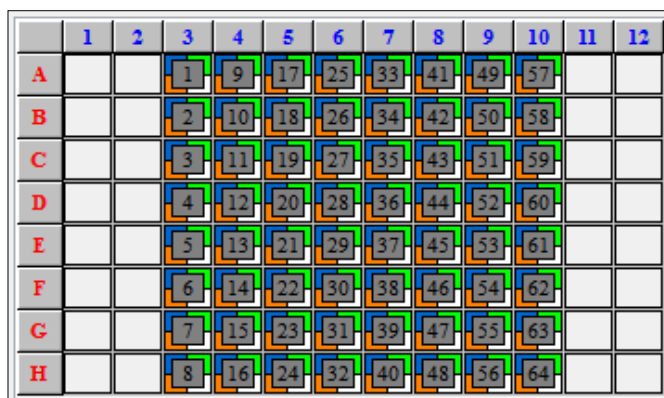 1 2 3 4 5 6 7 8 9 10 11 12
A 1 9 17 25 33 41 49 57
B 2 10 18 26 34 42 50 58
C 3 11 19 27 35 43 51 59
D 4 12 20 28 36 44 52 60
E 5 13 21 29 37 45 53 61
F 6 14 22 30 38 46 54 62
G 7 15 23 31 39 47 55 63
H 8 16 24 32 40 48 56 64